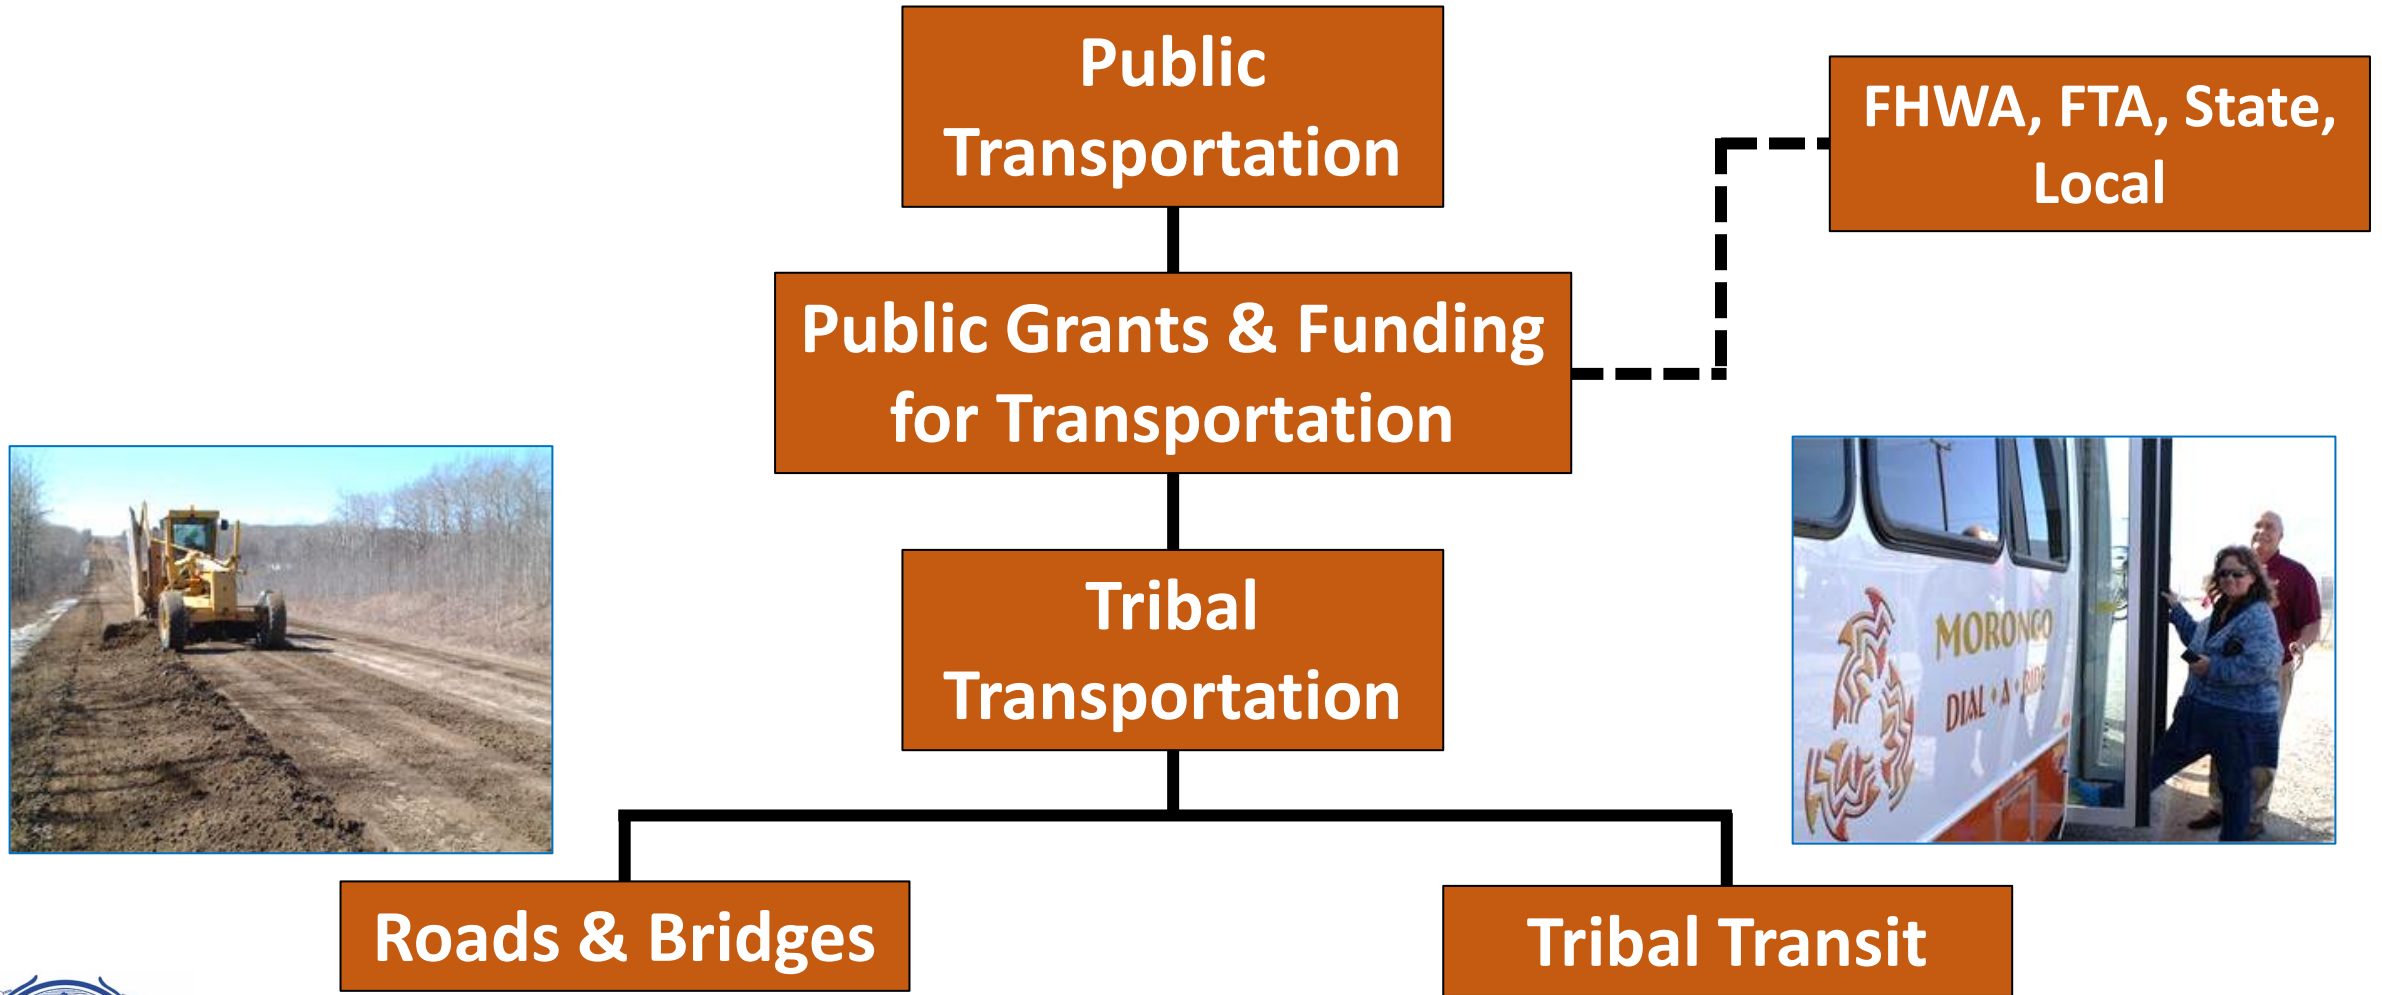 Public
Transportation
FHWA, FTA, State,
Local
Public Grants & Funding
for Transportation
Tribal
Transportation
MORONGO
DIAL • A • RIDE
Roads & Bridges
Tribal Transit